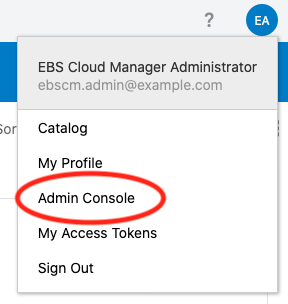 ?
EA
EBS Cloud Manager Administrator
ebscm.admin@example.com
Sor
Catalog
My Profile
Admin Console
My Access Tokens
Sign Out